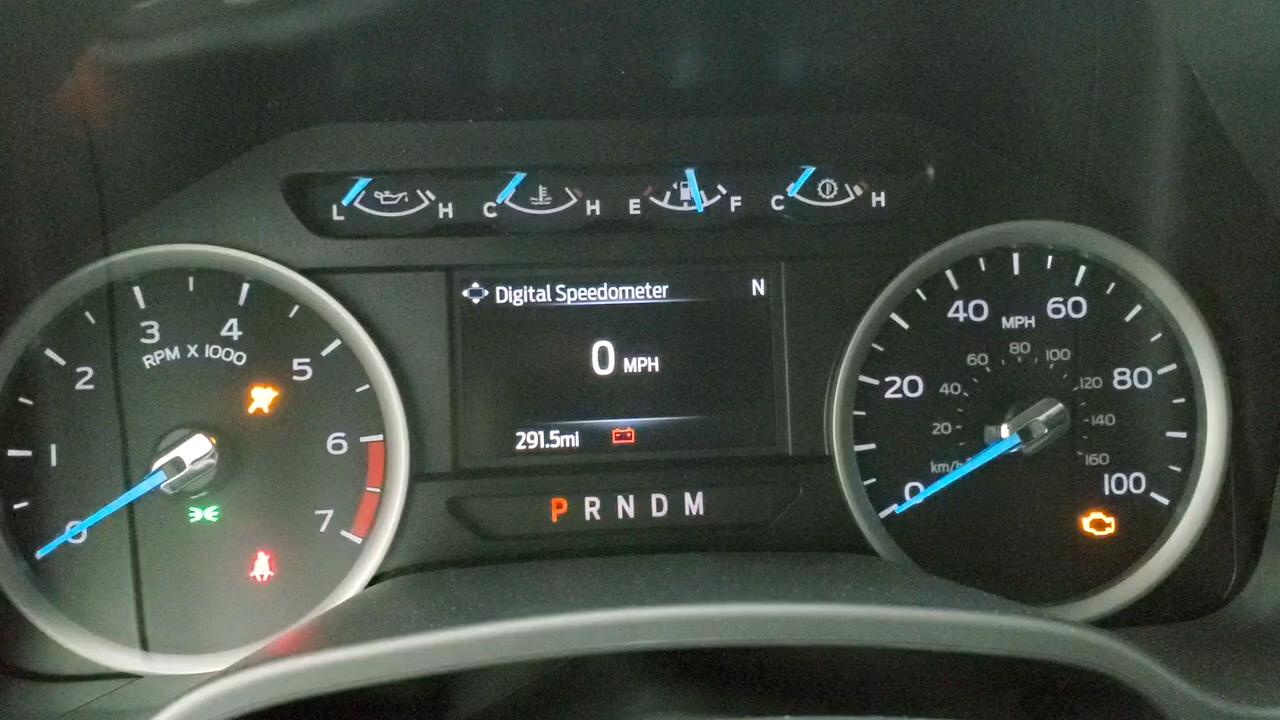 L H C H E F C H
Digital Speedometer N
0 MPH
291.5mi
P R N D M
0 1 2 3 4 5 6 7
RPM X 1000
0 20 40 60 80 100
MPH
20 40 60 80 100 120 140 160
km/h